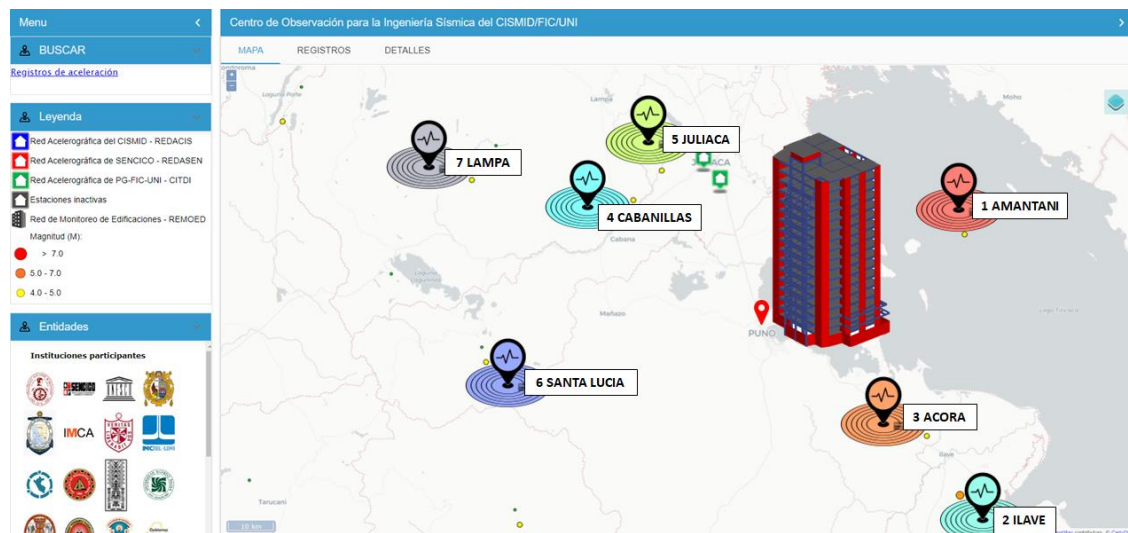 Menu
Centro de Observación para la Ingeniería Sísmica del CISMID/FIC/UNI
BUSCAR
Registros de aceleración
MAPA
REGISTROS
DETALLES
Leyenda
Red Acelerográfica del CISMID - REDACIS
Red Acelerográfica de SENCICO - REDASEN
Red Acelerográfica de PG-FIC-UNI - CITDI
Estaciones inactivas
Red de Monitoreo de Edificaciones - REMOED
Magnitud (M):
> 7.0
5.0 - 7.0
4.0 - 5.0
Entidades
Instituciones participantes
SENCICO
UNESCO
IMCA
Lampa
Moho
5 JULIACA
7 LAMPA
1 AMANTANI
4 CABANILLAS
Cabana
Mañazo
PUNO
6 SANTA LUCIA
3 ACORA
Ilave
Tarucani
2 ILAVE
10 km